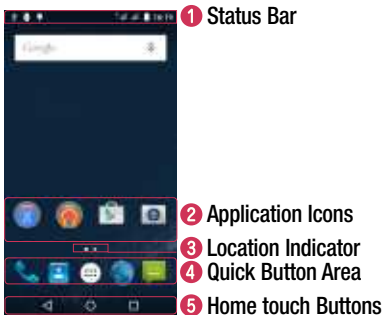 1 Status Bar
Google
2 Application Icons
3 Location Indicator
4 Quick Button Area
5 Home touch Buttons